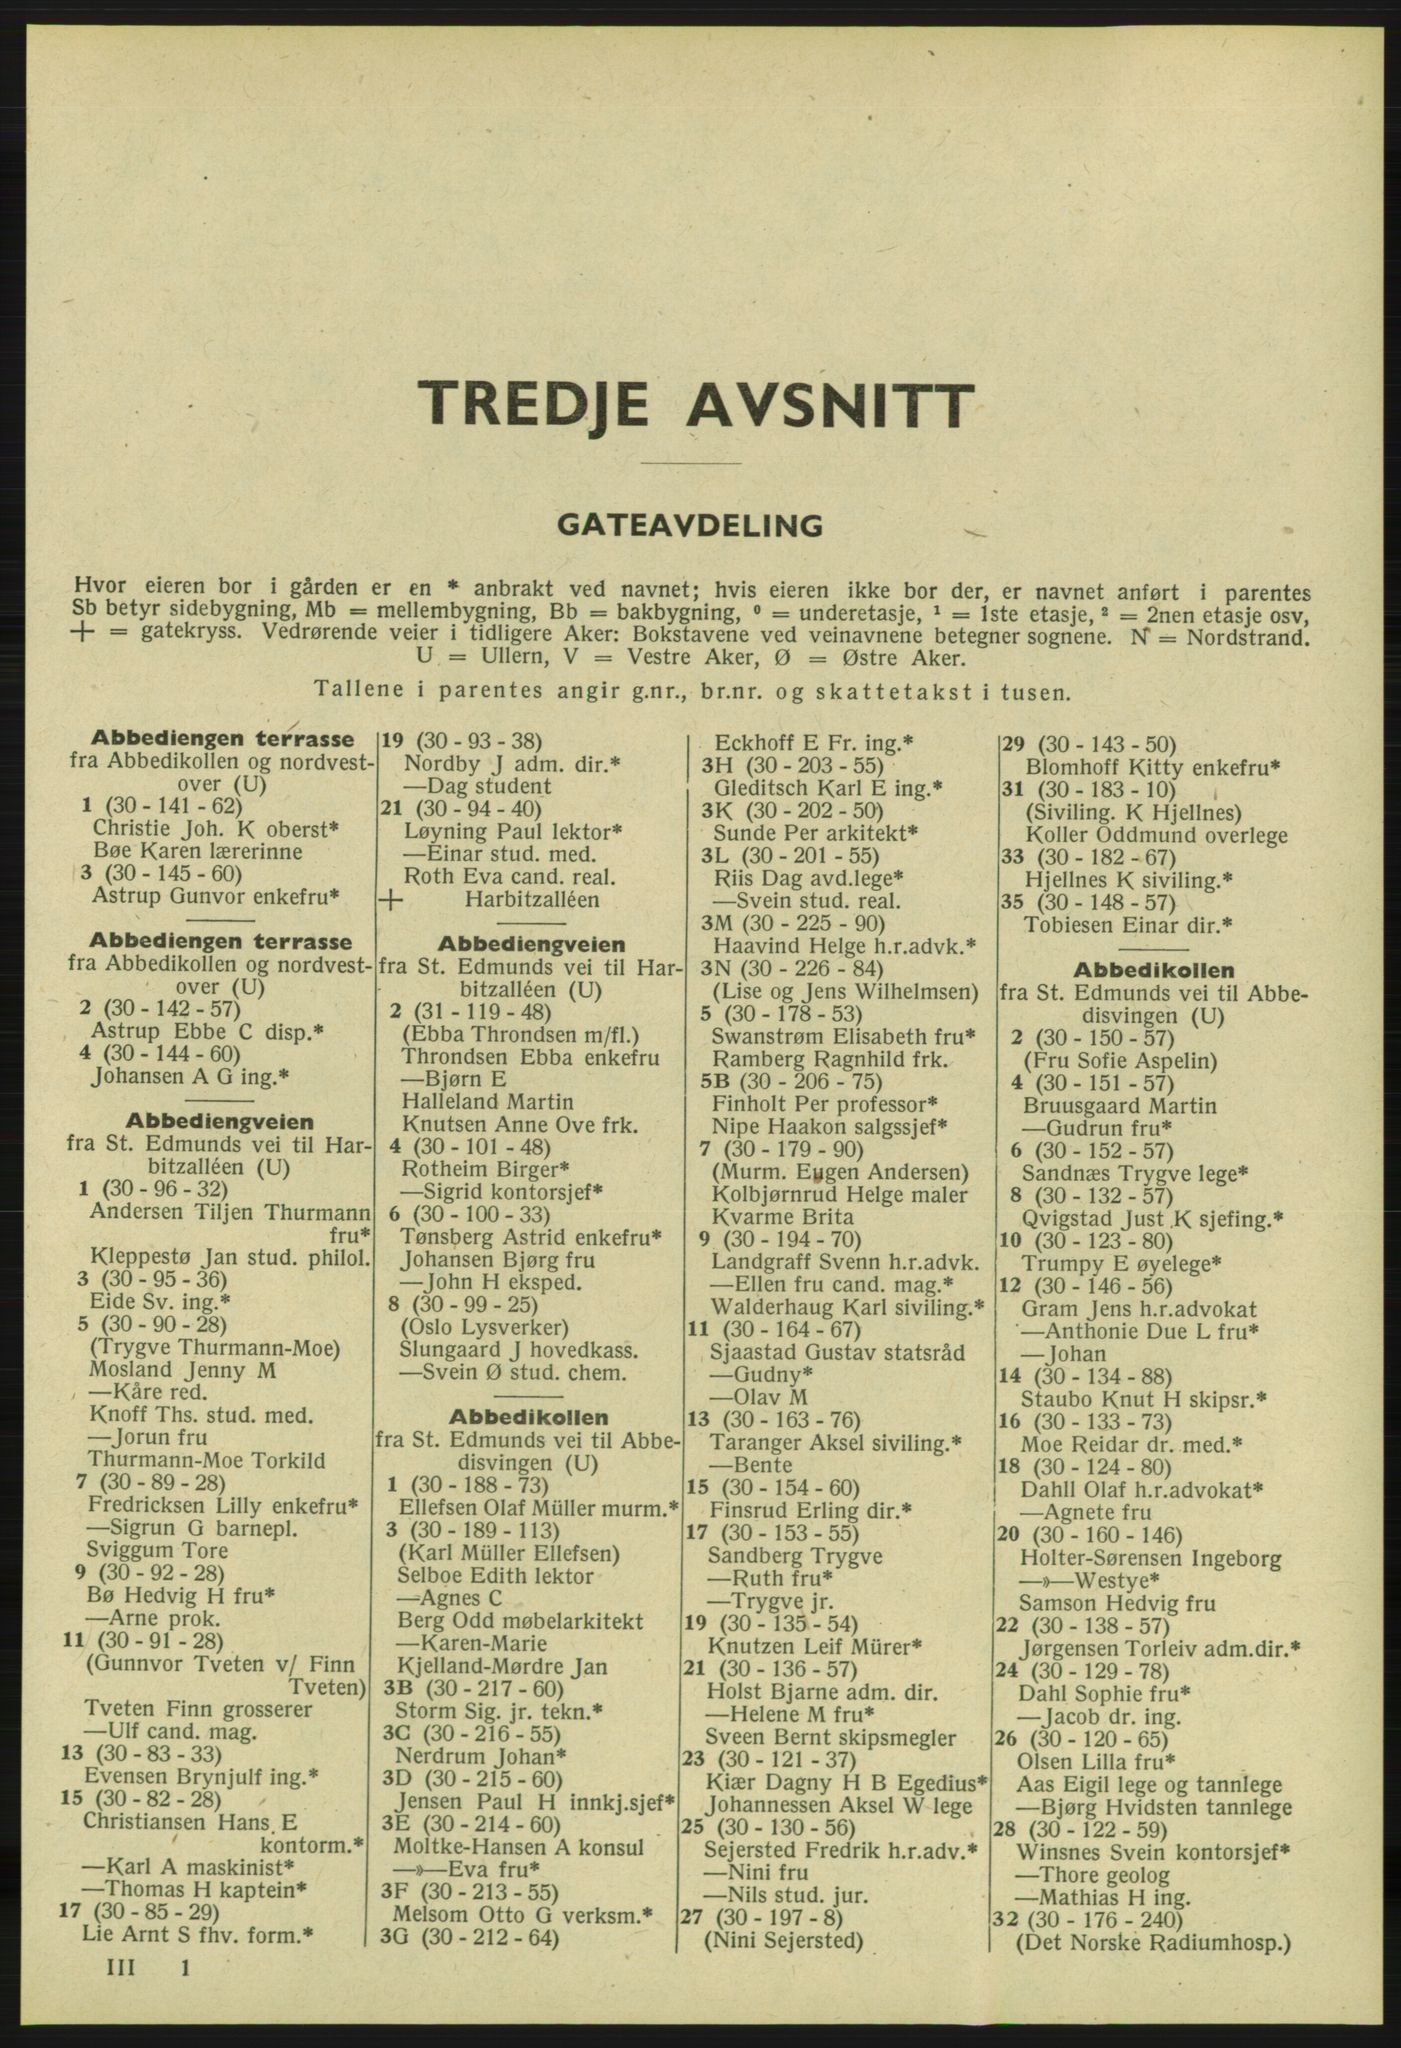 TREDJE AVSNITT
GATEAVDELING
Hvor eieren bor i gården er en * anbrakt ved navnet; hvis eieren ikke bor der, er navnet anført i parentes
Sb betyr sidebygning, Mb = mellembygning, Bb = bakbygning, ⁰ = underetasje, ¹ = 1ste etasje, ² = 2nen etasje osv,
+ = gatekryss. Vedrørende veier i tidligere Aker: Bokstavene ved veinavnene betegner sognene. N = Nordstrand.
U = Ullern, V = Vestre Aker, Ø = Østre Aker.
Tallene i parentes angir g.nr., br.nr. og skattetakst i tusen.
Abbediengen terrasse
fra Abbedikollen og nordvest-
over (U)
1 (30 - 141 - 62)
Christie Joh. K oberst*
Bøe Karen lærerinne
3 (30 - 145 - 60)
Astrup Gunvor enkefru*
Abbediengen terrasse
fra Abbedikollen og nordvest-
over (U)
2 (30 - 142 - 57)
Astrup Ebbe C disp.*
4 (30 - 144 - 60)
Johansen A G ing.*
Abbediengveien
fra St. Edmunds vei til Har-
bitzalléen (U)
1 (30 - 96 - 32)
Andersen Tiljen Thurmann
fru*
Kleppestø Jan stud. philol.
3 (30 - 95 - 36)
Eide Sv. ing.*
5 (30 - 90 - 28)
(Trygve Thurmann-Moe)
Mosland Jenny M
—Kåre red.
Knoff Ths. stud. med.
—Jorun fru
Thurmann-Moe Torkild
7 (30 - 89 - 28)
Fredricksen Lilly enkefru*
—Sigrun G barnepl.
Sviggum Tore
9 (30 - 92 - 28)
Bø Hedvig H fru*
—Arne prok.
11 (30 - 91 - 28)
(Gunnvor Tveten v/ Finn
Tveten)
Tveten Finn grosserer
—Ulf cand. mag.
13 (30 - 83 - 33)
Evensen Brynjulf ing.*
15 (30 - 82 - 28)
Christiansen Hans E
kontorm.*
—Karl A maskinist*
—Thomas H kaptein*
17 (30 - 85 - 29)
Lie Arnt S fhv. form.*
19 (30 - 93 - 38)
Nordby J adm. dir.*
—Dag student
21 (30 - 94 - 40)
Løyning Paul lektor*
—Einar stud. med.
Roth Eva cand. real.
+ Harbitzalléen
Abbediengveien
fra St. Edmunds vei til Har-
bitzalléen (U)
2 (31 - 119 - 48)
(Ebba Throndsen m/fl.)
Throndsen Ebba enkefru
—Bjørn E
Halleland Martin
Knutsen Anne Ove frk.
4 (30 - 101 - 48)
Rotheim Birger*
—Sigrid kontorsjef*
6 (30 - 100 - 33)
Tønsberg Astrid enkefru*
Johansen Bjørg fru
—John H eksped.
8 (30 - 99 - 25)
(Oslo Lysverker)
Slungaard J hovedkass.
—Svein Ø stud. chem.
Abbedikollen
fra St. Edmunds vei til Abbe-
disvingen (U)
1 (30 - 188 - 73)
Ellefsen Olaf Müller murm.*
3 (30 - 189 - 113)
(Karl Müller Ellefsen)
Selboe Edith lektor
—Agnes C
Berg Odd møbelarkitekt
—Karen-Marie
Kjelland-Mørdre Jan
3B (30 - 217 - 60)
Storm Sig. jr. tekn.*
3C (30 - 216 - 55)
Nerdrum Johan*
3D (30 - 215 - 60)
Jensen Paul H innkj.sjef*
3E (30 - 214 - 60)
Moltke-Hansen A konsul
—»—Eva fru*
3F (30 - 213 - 55)
Melsom Otto G verksm.*
3G (30 - 212 - 64)
Eckhoff E Fr. ing.*
3H (30 - 203 - 55)
Gleditsch Karl E ing.*
3K (30 - 202 - 50)
Sunde Per arkitekt*
3L (30 - 201 - 55)
Riis Dag avd.lege*
—Svein stud. real.
3M (30 - 225 - 90)
Haavind Helge h.r.advk.*
3N (30 - 226 - 84)
(Lise og Jens Wilhelmsen)
5 (30 - 178 - 53)
Swanstrøm Elisabeth fru*
Ramberg Ragnhild frk.
5B (30 - 206 - 75)
Finholt Per professor*
Nipe Haakon salgssjef*
7 (30 - 179 - 90)
(Murm. Eugen Andersen)
Kolbjørnrud Helge maler
Kvarme Brita
9 (30 - 194 - 70)
Landgraff Svenn h.r.advk.
—Ellen fru cand. mag.*
Walderhaug Karl siviling.*
11 (30 - 164 - 67)
Sjaastad Gustav statsråd
—Gudny*
—Olav M
13 (30 - 163 - 76)
Taranger Aksel siviling.*
—Bente
15 (30 - 154 - 60)
Finsrud Erling dir.*
17 (30 - 153 - 55)
Sandberg Trygve
—Ruth fru*
—Trygve jr.
19 (30 - 135 - 54)
Knutzen Leif Mürer*
21 (30 - 136 - 57)
Holst Bjarne adm. dir.
—Helene M fru*
Sveen Bernt skipsmegler
23 (30 - 121 - 37)
Kiær Dagny H B Egedius*
Johannessen Aksel W lege
25 (30 - 130 - 56)
Sejersted Fredrik h.r.adv.*
—Nini fru
—Nils stud. jur.
27 (30 - 197 - 8)
(Nini Sejersted)
29 (30 - 143 - 50)
Blomhoff Kitty enkefru*
31 (30 - 183 - 10)
(Siviling. K Hjellnes)
Koller Oddmund overlege
33 (30 - 182 - 67)
Hjellnes K siviling.*
35 (30 - 148 - 57)
Tobiesen Einar dir.*
Abbedikollen
fra St. Edmunds vei til Abbe-
disvingen (U)
2 (30 - 150 - 57)
(Fru Sofie Aspelin)
4 (30 - 151 - 57)
Bruusgaard Martin
—Gudrun fru*
6 (30 - 152 - 57)
Sandnæs Trygve lege*
8 (30 - 132 - 57)
Qvigstad Just K sjefing.*
10 (30 - 123 - 80)
Trumpy E øyelege*
12 (30 - 146 - 56)
Gram Jens h.r.advokat
—Anthonie Due L fru*
—Johan
14 (30 - 134 - 88)
Staubo Knut H skipsr.*
16 (30 - 133 - 73)
Moe Reidar dr. med.*
18 (30 - 124 - 80)
Dahll Olaf h.r.advokat*
—Agnete fru
20 (30 - 160 - 146)
Holter-Sørensen Ingeborg
—»—Westye*
Samson Hedvig fru
22 (30 - 138 - 57)
Jørgensen Torleiv adm.dir.*
24 (30 - 129 - 78)
Dahl Sophie fru*
—Jacob dr. ing.
26 (30 - 120 - 65)
Olsen Lilla fru*
Aas Eigil lege og tannlege
—Bjørg Hvidsten tannlege
28 (30 - 122 - 59)
Winsnes Svein kontorsjef*
—Thore geolog
—Mathias H ing.
32 (30 - 176 - 240)
(Det Norske Radiumhosp.)
III 1